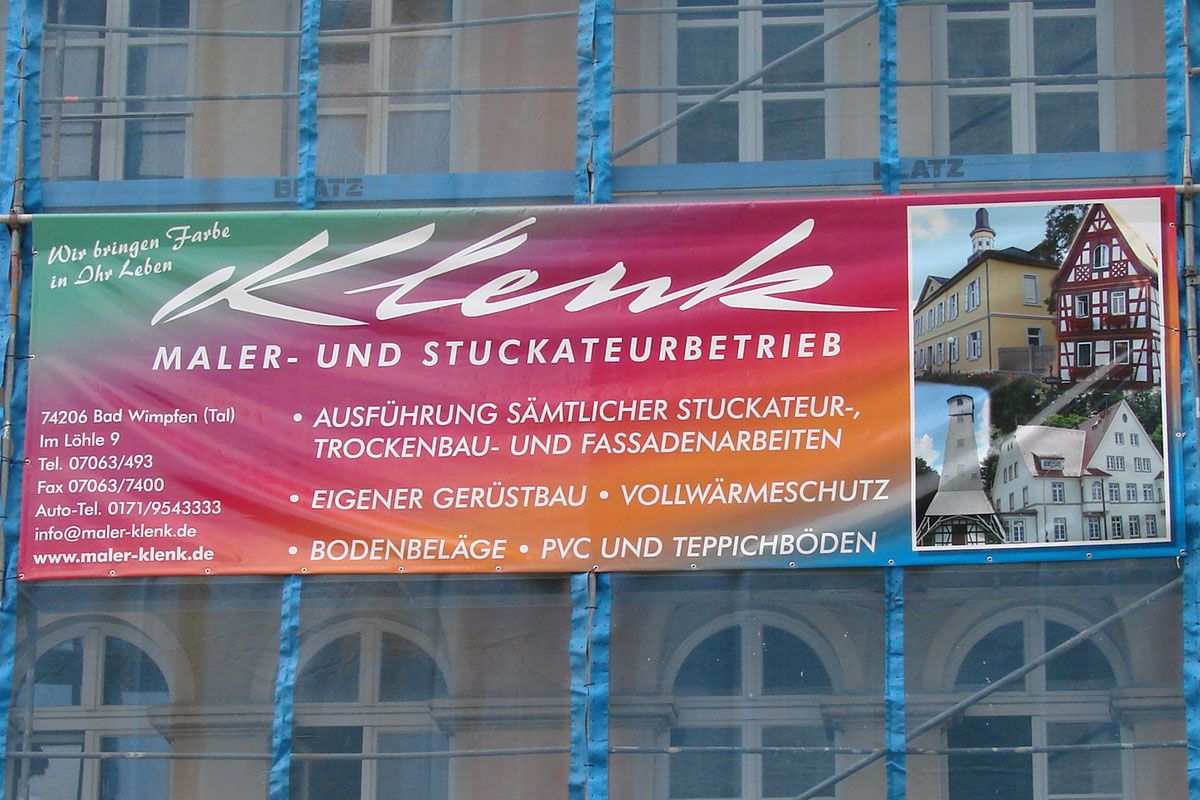 BLATZ
KLATZ
Wir bringen Farbe
in Ihr Leben
Klenk
MALER- UND STUCKATEURBETRIEB
74206 Bad Wimpfen (Tal)
Im Löhle 9
Tel. 07063/493
Fax 07063/7400
Auto-Tel. 0171/9543333
info@maler-klenk.de
www.maler-klenk.de
• AUSFÜHRUNG SÄMTLICHER STUCKATEUR-,
TROCKENBAU- UND FASSADENARBEITEN
• EIGENER GERÜSTBAU • VOLLWÄRMESCHUTZ
• BODENBELÄGE • PVC UND TEPPICHBÖDEN